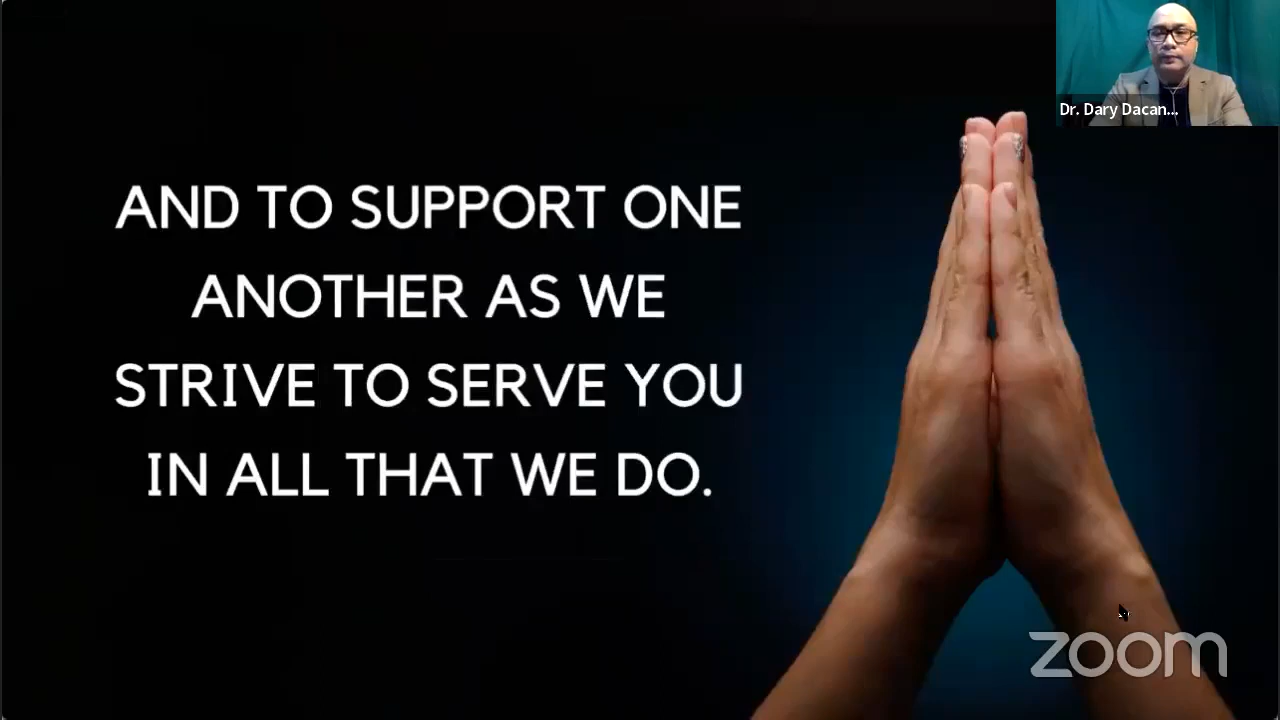 Dr. Dary Dacan...
AND TO SUPPORT ONE
ANOTHER AS WE
STRIVE TO SERVE YOU
IN ALL THAT WE DO.
zoom